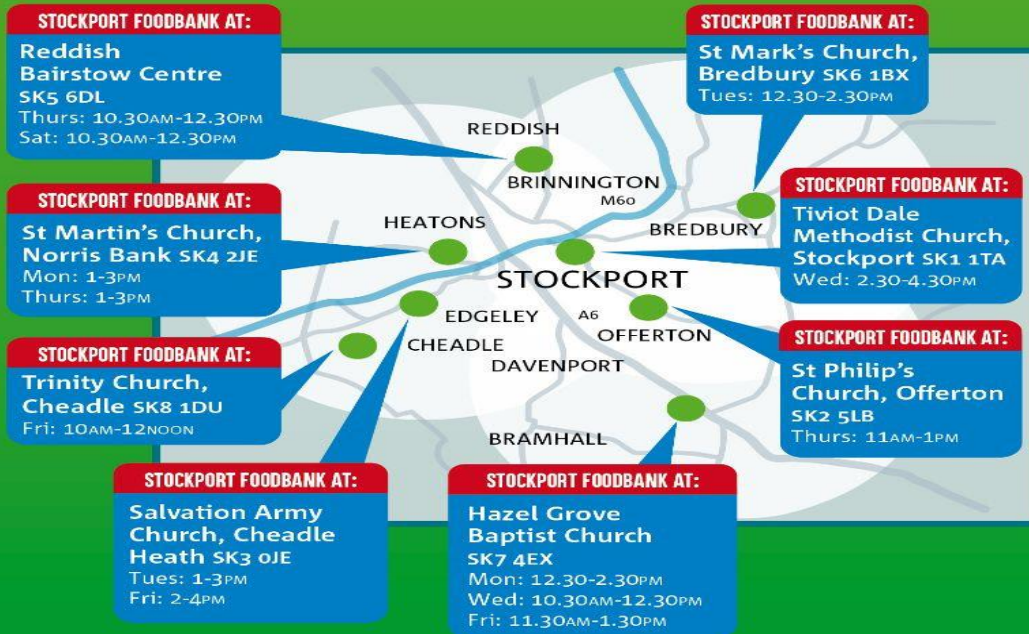 STOCKPORT FOODBANK AT:
Reddish
Bairstow Centre
SK5 6DL
Thurs: 10.30AM-12.30PM
Sat: 10.30AM-12.30PM
STOCKPORT FOODBANK AT:
St Mark's Church,
Bredbury SK6 1BX
Tues: 12.30-2.30PM
STOCKPORT FOODBANK AT:
St Martin's Church,
Norris Bank SK4 2JE
Mon: 1-3PM
Thurs: 1-3PM
STOCKPORT FOODBANK AT:
Tiviot Dale
Methodist Church,
Stockport SK1 1TA
Wed: 2.30-4.30PM
REDDISH
BRINNINGTON
M60
HEATONS
BREDBURY
STOCKPORT
EDGELEY
A6
OFFERTON
CHEADLE
DAVENPORT
BRAMHALL
STOCKPORT FOODBANK AT:
Trinity Church,
Cheadle SK8 1DU
Fri: 10AM-12NOON
STOCKPORT FOODBANK AT:
St Philip's
Church, Offerton
SK2 5LB
Thurs: 11AM-1PM
STOCKPORT FOODBANK AT:
Salvation Army
Church, Cheadle
Heath SK3 0JE
Tues: 1-3PM
Fri: 2-4PM
STOCKPORT FOODBANK AT:
Hazel Grove
Baptist Church
SK7 4EX
Mon: 12.30-2.30PM
Wed: 10.30AM-12.30PM
Fri: 11.30AM-1.30PM